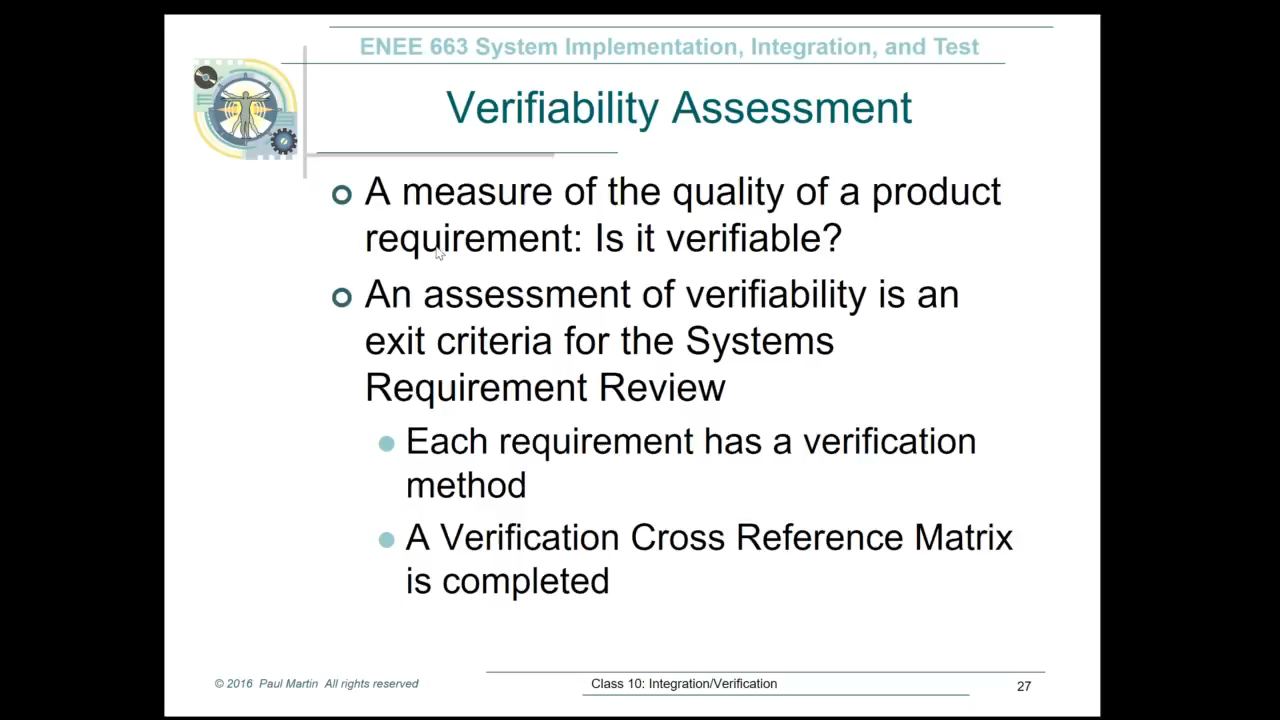 ENEE 663 System Implementation, Integration, and Test
Verifiability Assessment
A measure of the quality of a product
requirement: Is it verifiable?
An assessment of verifiability is an
exit criteria for the Systems
Requirement Review
Each requirement has a verification
method
A Verification Cross Reference Matrix
is completed
© 2016 Paul Martin All rights reserved
Class 10: Integration/Verification
27